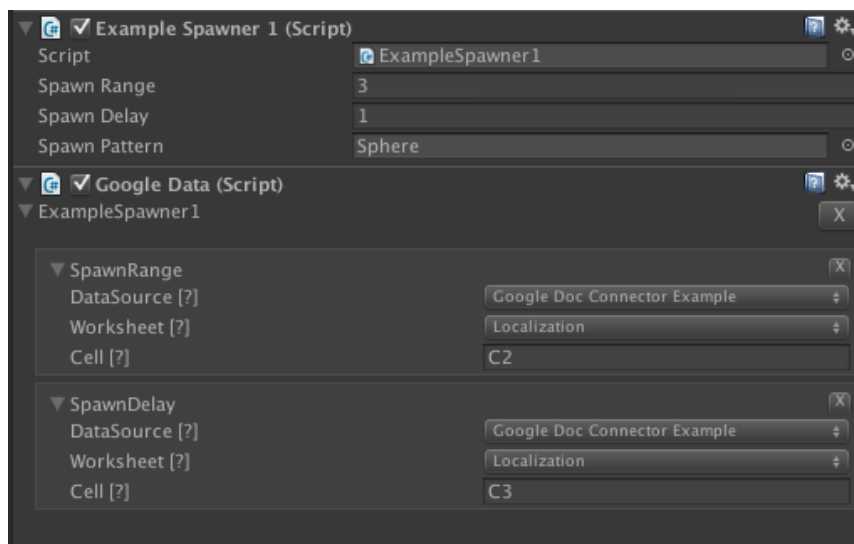 Example Spawner 1 (Script)
Script ExampleSpawner1
Spawn Range 3
Spawn Delay 1
Spawn Pattern Sphere
Google Data (Script)
ExampleSpawner1 X
SpawnRange X
DataSource [?] Google Doc Connector Example
Worksheet [?] Localization
Cell [?] C2
SpawnDelay X
DataSource [?] Google Doc Connector Example
Worksheet [?] Localization
Cell [?] C3